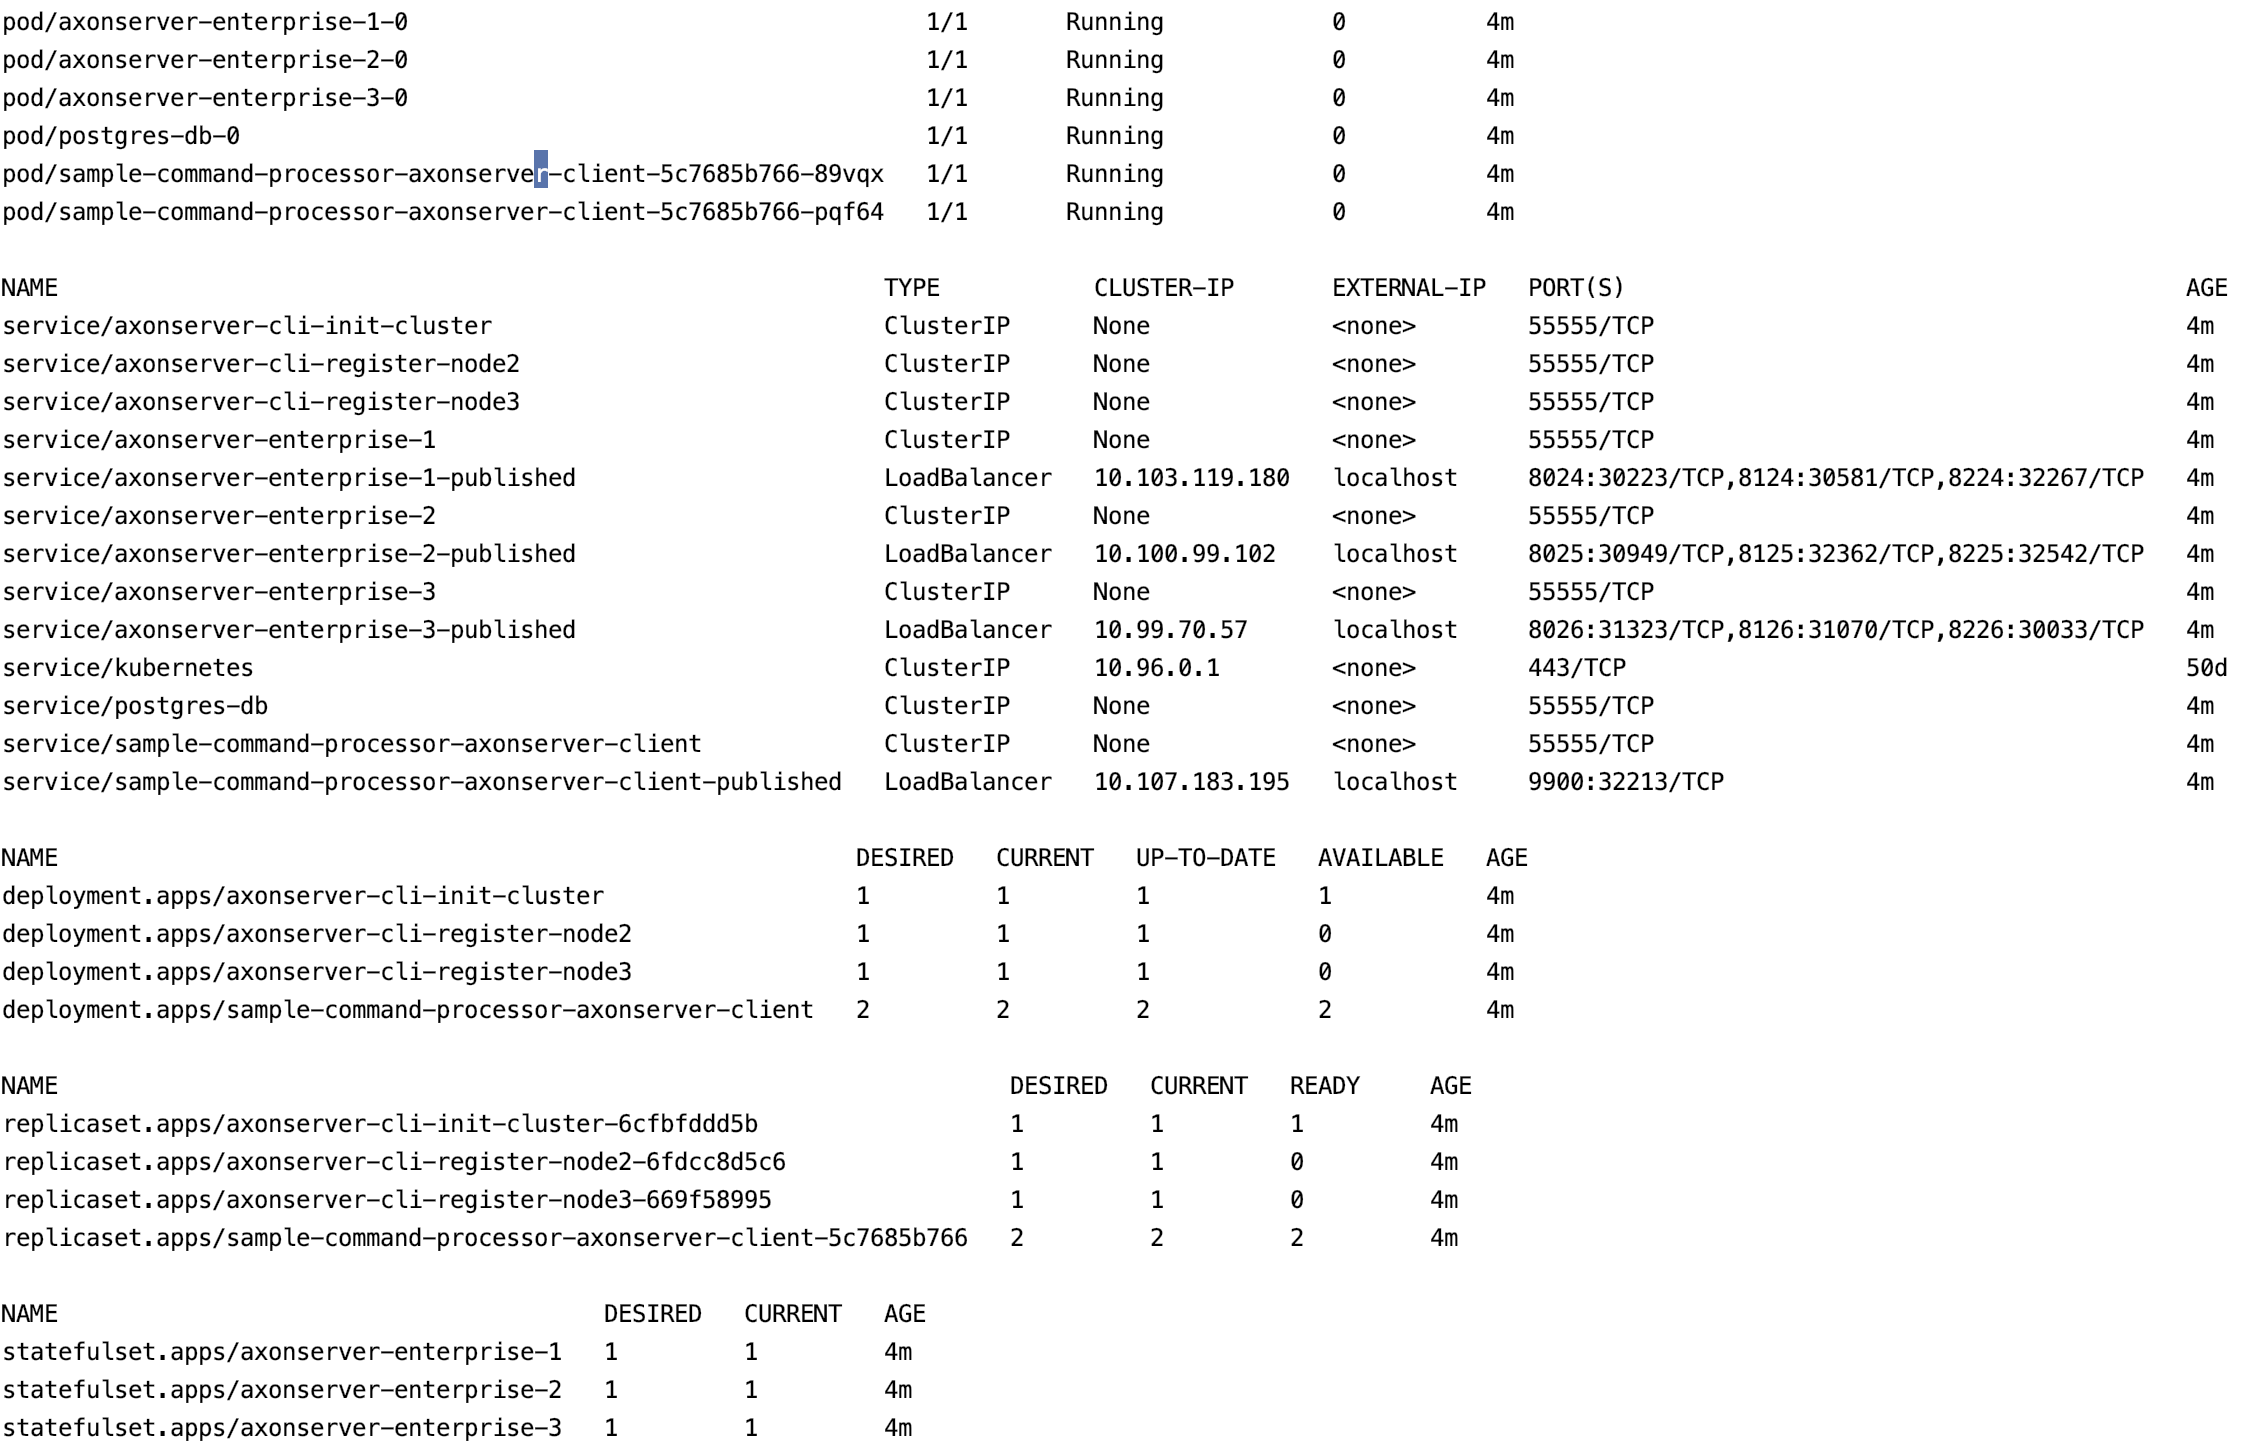 pod/axonserver-enterprise-1-0 1/1 Running 0 4m
pod/axonserver-enterprise-2-0 1/1 Running 0 4m
pod/axonserver-enterprise-3-0 1/1 Running 0 4m
pod/postgres-db-0 1/1 Running 0 4m
pod/sample-command-processor-axonserver-client-5c7685b766-89vqx 1/1 Running 0 4m
pod/sample-command-processor-axonserver-client-5c7685b766-pqf64 1/1 Running 0 4m
NAME TYPE CLUSTER-IP EXTERNAL-IP PORT(S) AGE
service/axonserver-cli-init-cluster ClusterIP None <none> 55555/TCP 4m
service/axonserver-cli-register-node2 ClusterIP None <none> 55555/TCP 4m
service/axonserver-cli-register-node3 ClusterIP None <none> 55555/TCP 4m
service/axonserver-enterprise-1 ClusterIP None <none> 55555/TCP 4m
service/axonserver-enterprise-1-published LoadBalancer 10.103.119.180 localhost 8024:30223/TCP,8124:30581/TCP,8224:32267/TCP 4m
service/axonserver-enterprise-2 ClusterIP None <none> 55555/TCP 4m
service/axonserver-enterprise-2-published LoadBalancer 10.100.99.102 localhost 8025:30949/TCP,8125:32362/TCP,8225:32542/TCP 4m
service/axonserver-enterprise-3 ClusterIP None <none> 55555/TCP 4m
service/axonserver-enterprise-3-published LoadBalancer 10.99.70.57 localhost 8026:31323/TCP,8126:31070/TCP,8226:30033/TCP 4m
service/kubernetes ClusterIP 10.96.0.1 <none> 443/TCP 50d
service/postgres-db ClusterIP None <none> 55555/TCP 4m
service/sample-command-processor-axonserver-client ClusterIP None <none> 55555/TCP 4m
service/sample-command-processor-axonserver-client-published LoadBalancer 10.107.183.195 localhost 9900:32213/TCP 4m
NAME DESIRED CURRENT UP-TO-DATE AVAILABLE AGE
deployment.apps/axonserver-cli-init-cluster 1 1 1 1 4m
deployment.apps/axonserver-cli-register-node2 1 1 1 0 4m
deployment.apps/axonserver-cli-register-node3 1 1 1 0 4m
deployment.apps/sample-command-processor-axonserver-client 2 2 2 2 4m
NAME DESIRED CURRENT READY AGE
replicaset.apps/axonserver-cli-init-cluster-6cfbfddd5b 1 1 1 4m
replicaset.apps/axonserver-cli-register-node2-6fdcc8d5c6 1 1 0 4m
replicaset.apps/axonserver-cli-register-node3-669f58995 1 1 0 4m
replicaset.apps/sample-command-processor-axonserver-client-5c7685b766 2 2 2 4m
NAME DESIRED CURRENT AGE
statefulset.apps/axonserver-enterprise-1 1 1 4m
statefulset.apps/axonserver-enterprise-2 1 1 4m
statefulset.apps/axonserver-enterprise-3 1 1 4m